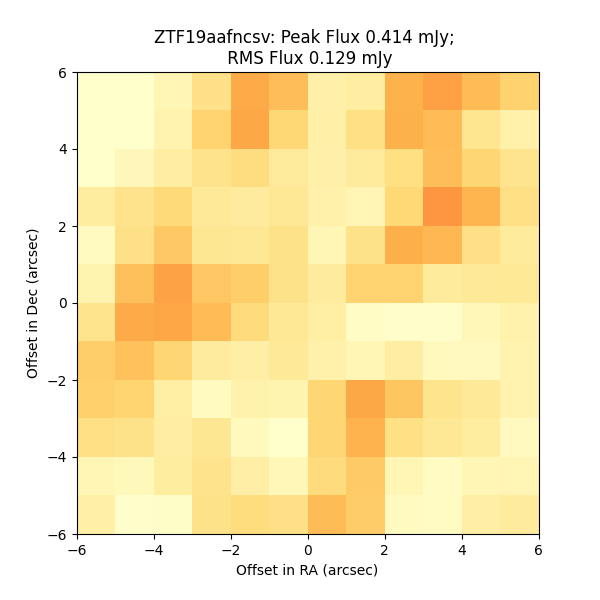 ZTF19aafncsv: Peak Flux 0.414 mJy;
RMS Flux 0.129 mJy
6
4
2
0
−2
−4
−6
Offset in Dec (arcsec)
−6 −4 −2 0 2 4 6
Offset in RA (arcsec)